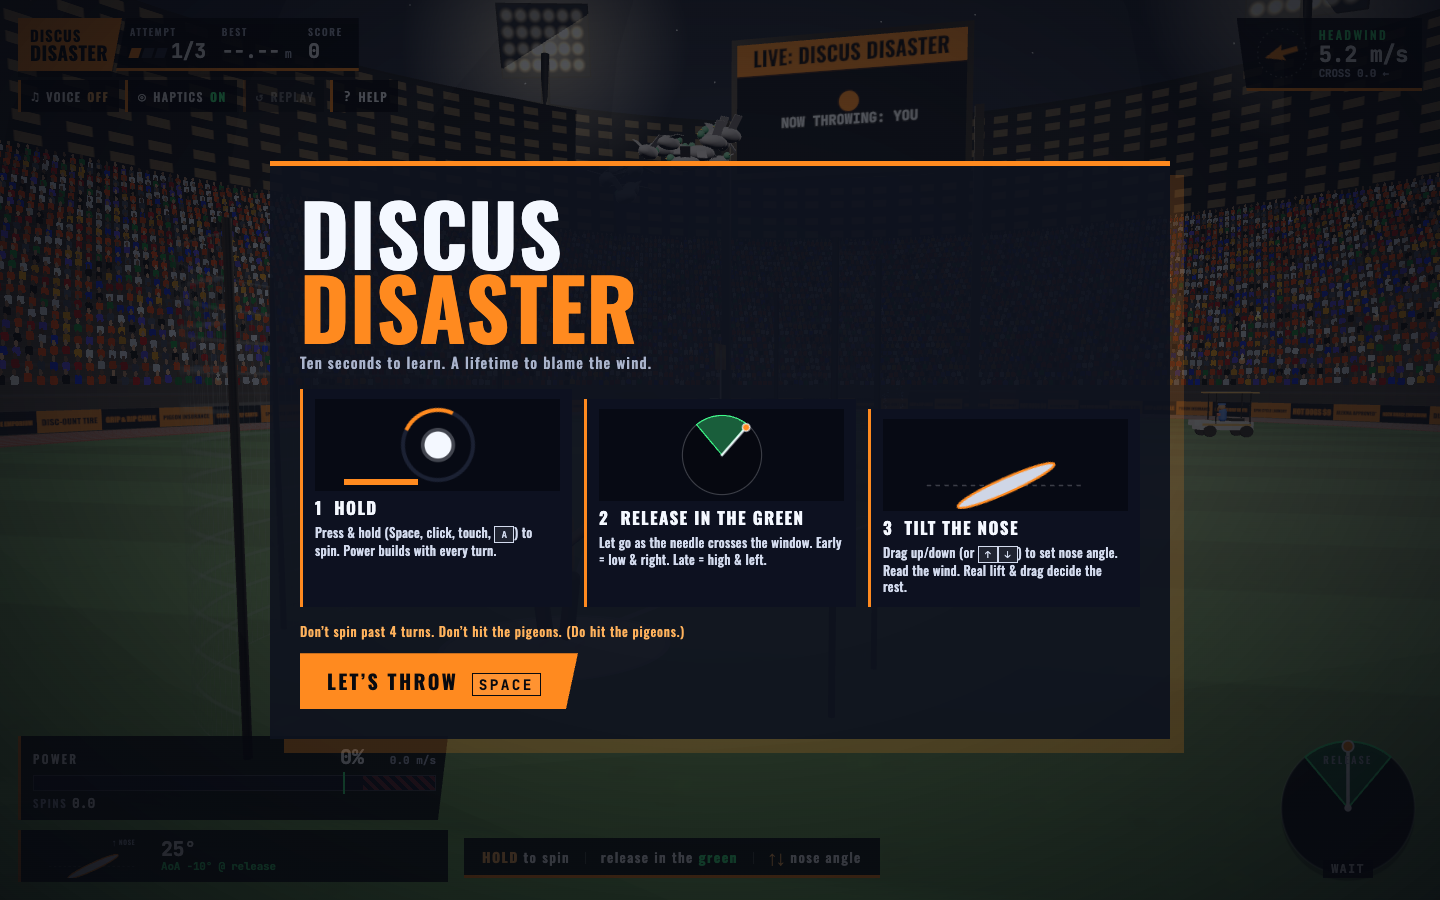 DISCUS
DISASTER
ATTEMPT
1/3
BEST
--.-- m
SCORE
0
♫ VOICE OFF
◎ HAPTICS ON
↺ REPLAY
? HELP
LIVE: DISCUS DISASTER
NOW THROWING: YOU
HEADWIND
5.2 m/s
CROSS 0.0 ←
DISCUS
DISASTER
Ten seconds to learn. A lifetime to blame the wind.
1 HOLD
Press & hold (Space, click, touch, A) to
spin. Power builds with every turn.
2 RELEASE IN THE GREEN
Let go as the needle crosses the window. Early
= low & right. Late = high & left.
3 TILT THE NOSE
Drag up/down (or ↑ ↓) to set nose angle.
Read the wind. Real lift & drag decide the
rest.
Don't spin past 4 turns. Don't hit the pigeons. (Do hit the pigeons.)
LET'S THROW SPACE
POWER
0%
0.0 m/s
SPINS 0.0
NOSE
25°
AoA -10° @ release
HOLD to spin
release in the green
↑↓ nose angle
RELEASE
WAIT